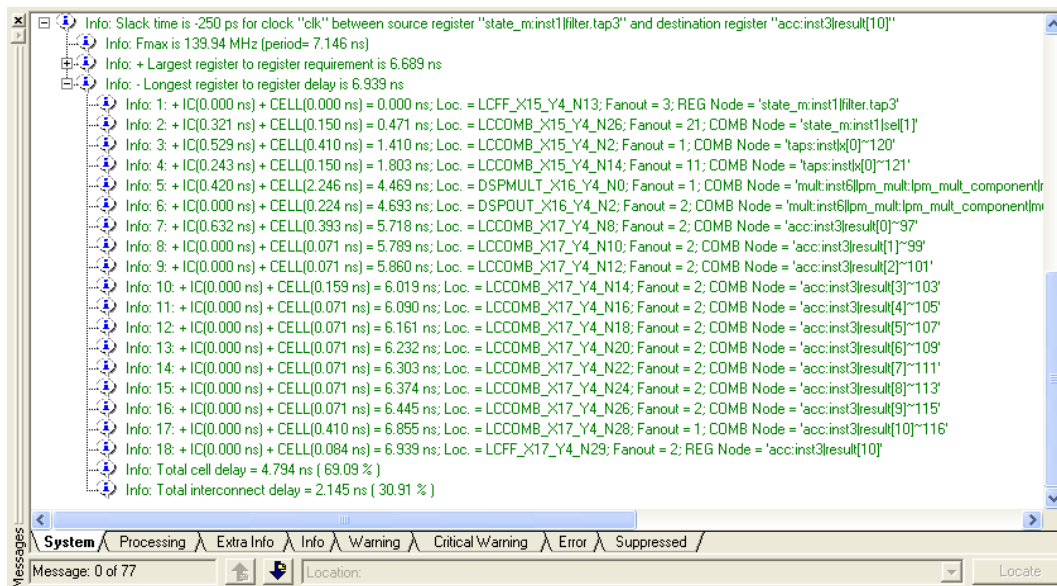 Info: Slack time is -250 ps for clock "clk" between source register "state_m:inst1|filter.tap3" and destination register "acc:inst3|result[10]"
Info: Fmax is 139.94 MHz (period= 7.146 ns)
Info: + Largest register to register requirement is 6.689 ns
Info: - Longest register to register delay is 6.939 ns
Info: 1: + IC(0.000 ns) + CELL(0.000 ns) = 0.000 ns; Loc. = LCFF_X15_Y4_N13; Fanout = 3; REG Node = 'state_m:inst1|filter.tap3'
Info: 2: + IC(0.321 ns) + CELL(0.150 ns) = 0.471 ns; Loc. = LCCOMB_X15_Y4_N26; Fanout = 21; COMB Node = 'state_m:inst1|sel[1]'
Info: 3: + IC(0.529 ns) + CELL(0.410 ns) = 1.410 ns; Loc. = LCCOMB_X15_Y4_N2; Fanout = 1; COMB Node = 'taps:inst|x[0]~120'
Info: 4: + IC(0.243 ns) + CELL(0.150 ns) = 1.803 ns; Loc. = LCCOMB_X15_Y4_N14; Fanout = 11; COMB Node = 'taps:inst|x[0]~121'
Info: 5: + IC(0.420 ns) + CELL(2.246 ns) = 4.469 ns; Loc. = DSPMULT_X16_Y4_N0; Fanout = 1; COMB Node = 'mult:inst6|lpm_mult:lpm_mult_component|
Info: 6: + IC(0.000 ns) + CELL(0.224 ns) = 4.693 ns; Loc. = DSPOUT_X16_Y4_N2; Fanout = 2; COMB Node = 'mult:inst6|lpm_mult:lpm_mult_component|
Info: 7: + IC(0.632 ns) + CELL(0.393 ns) = 5.718 ns; Loc. = LCCOMB_X17_Y4_N8; Fanout = 2; COMB Node = 'acc:inst3|result[0]~97'
Info: 8: + IC(0.000 ns) + CELL(0.071 ns) = 5.789 ns; Loc. = LCCOMB_X17_Y4_N10; Fanout = 2; COMB Node = 'acc:inst3|result[1]~99'
Info: 9: + IC(0.000 ns) + CELL(0.071 ns) = 5.860 ns; Loc. = LCCOMB_X17_Y4_N12; Fanout = 2; COMB Node = 'acc:inst3|result[2]~101'
Info: 10: + IC(0.000 ns) + CELL(0.159 ns) = 6.019 ns; Loc. = LCCOMB_X17_Y4_N14; Fanout = 2; COMB Node = 'acc:inst3|result[3]~103'
Info: 11: + IC(0.000 ns) + CELL(0.071 ns) = 6.090 ns; Loc. = LCCOMB_X17_Y4_N16; Fanout = 2; COMB Node = 'acc:inst3|result[4]~105'
Info: 12: + IC(0.000 ns) + CELL(0.071 ns) = 6.161 ns; Loc. = LCCOMB_X17_Y4_N18; Fanout = 2; COMB Node = 'acc:inst3|result[5]~107'
Info: 13: + IC(0.000 ns) + CELL(0.071 ns) = 6.232 ns; Loc. = LCCOMB_X17_Y4_N20; Fanout = 2; COMB Node = 'acc:inst3|result[6]~109'
Info: 14: + IC(0.000 ns) + CELL(0.071 ns) = 6.303 ns; Loc. = LCCOMB_X17_Y4_N22; Fanout = 2; COMB Node = 'acc:inst3|result[7]~111'
Info: 15: + IC(0.000 ns) + CELL(0.071 ns) = 6.374 ns; Loc. = LCCOMB_X17_Y4_N24; Fanout = 2; COMB Node = 'acc:inst3|result[8]~113'
Info: 16: + IC(0.000 ns) + CELL(0.071 ns) = 6.445 ns; Loc. = LCCOMB_X17_Y4_N26; Fanout = 2; COMB Node = 'acc:inst3|result[9]~115'
Info: 17: + IC(0.000 ns) + CELL(0.410 ns) = 6.855 ns; Loc. = LCCOMB_X17_Y4_N28; Fanout = 1; COMB Node = 'acc:inst3|result[10]~116'
Info: 18: + IC(0.000 ns) + CELL(0.084 ns) = 6.939 ns; Loc. = LCFF_X17_Y4_N29; Fanout = 2; REG Node = 'acc:inst3|result[10]'
Info: Total cell delay = 4.794 ns ( 69.09 % )
Info: Total interconnect delay = 2.145 ns ( 30.91 % )
System Processing Extra Info Info Warning Critical Warning Error Suppressed
Messages
Message: 0 of 77 Location: Locate